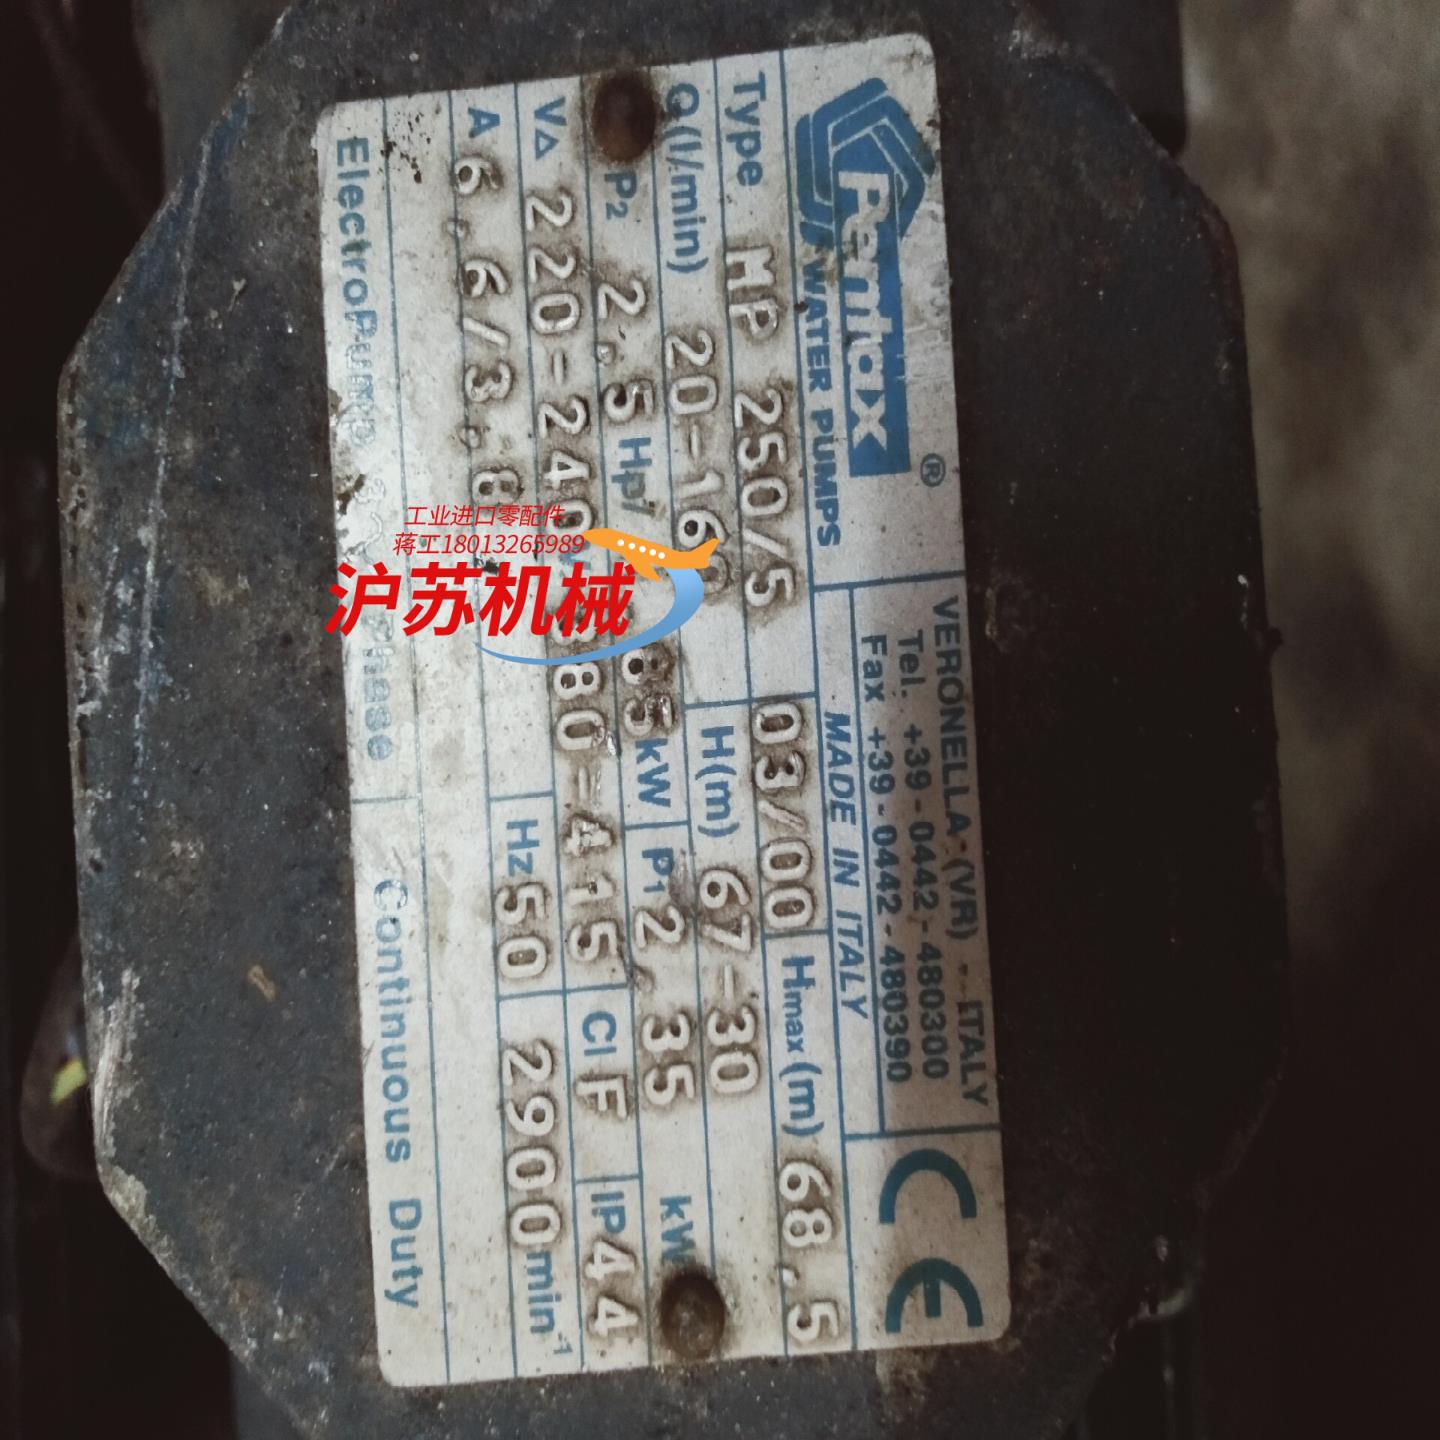 Pentax ®
WATER PUMPS
VERONELLA (VR) - ITALY
Tel. +39-0442-480300
Fax +39-0442-480390
MADE IN ITALY
CE
Type MP 250/5 03/00 Hmax (m) 68.5
Q (l/min) 20-160 H(m) 67-30
P2 2.5 Hp/ 85 kW P1 2.35 kW
V△ 220-240 380-415 Cl F IP44
A 6.6/3.8 Hz 50 2900 min-1
ElectroPump Phase Continuous Duty
工业进口零配件
蒋工18013265989
沪苏机械